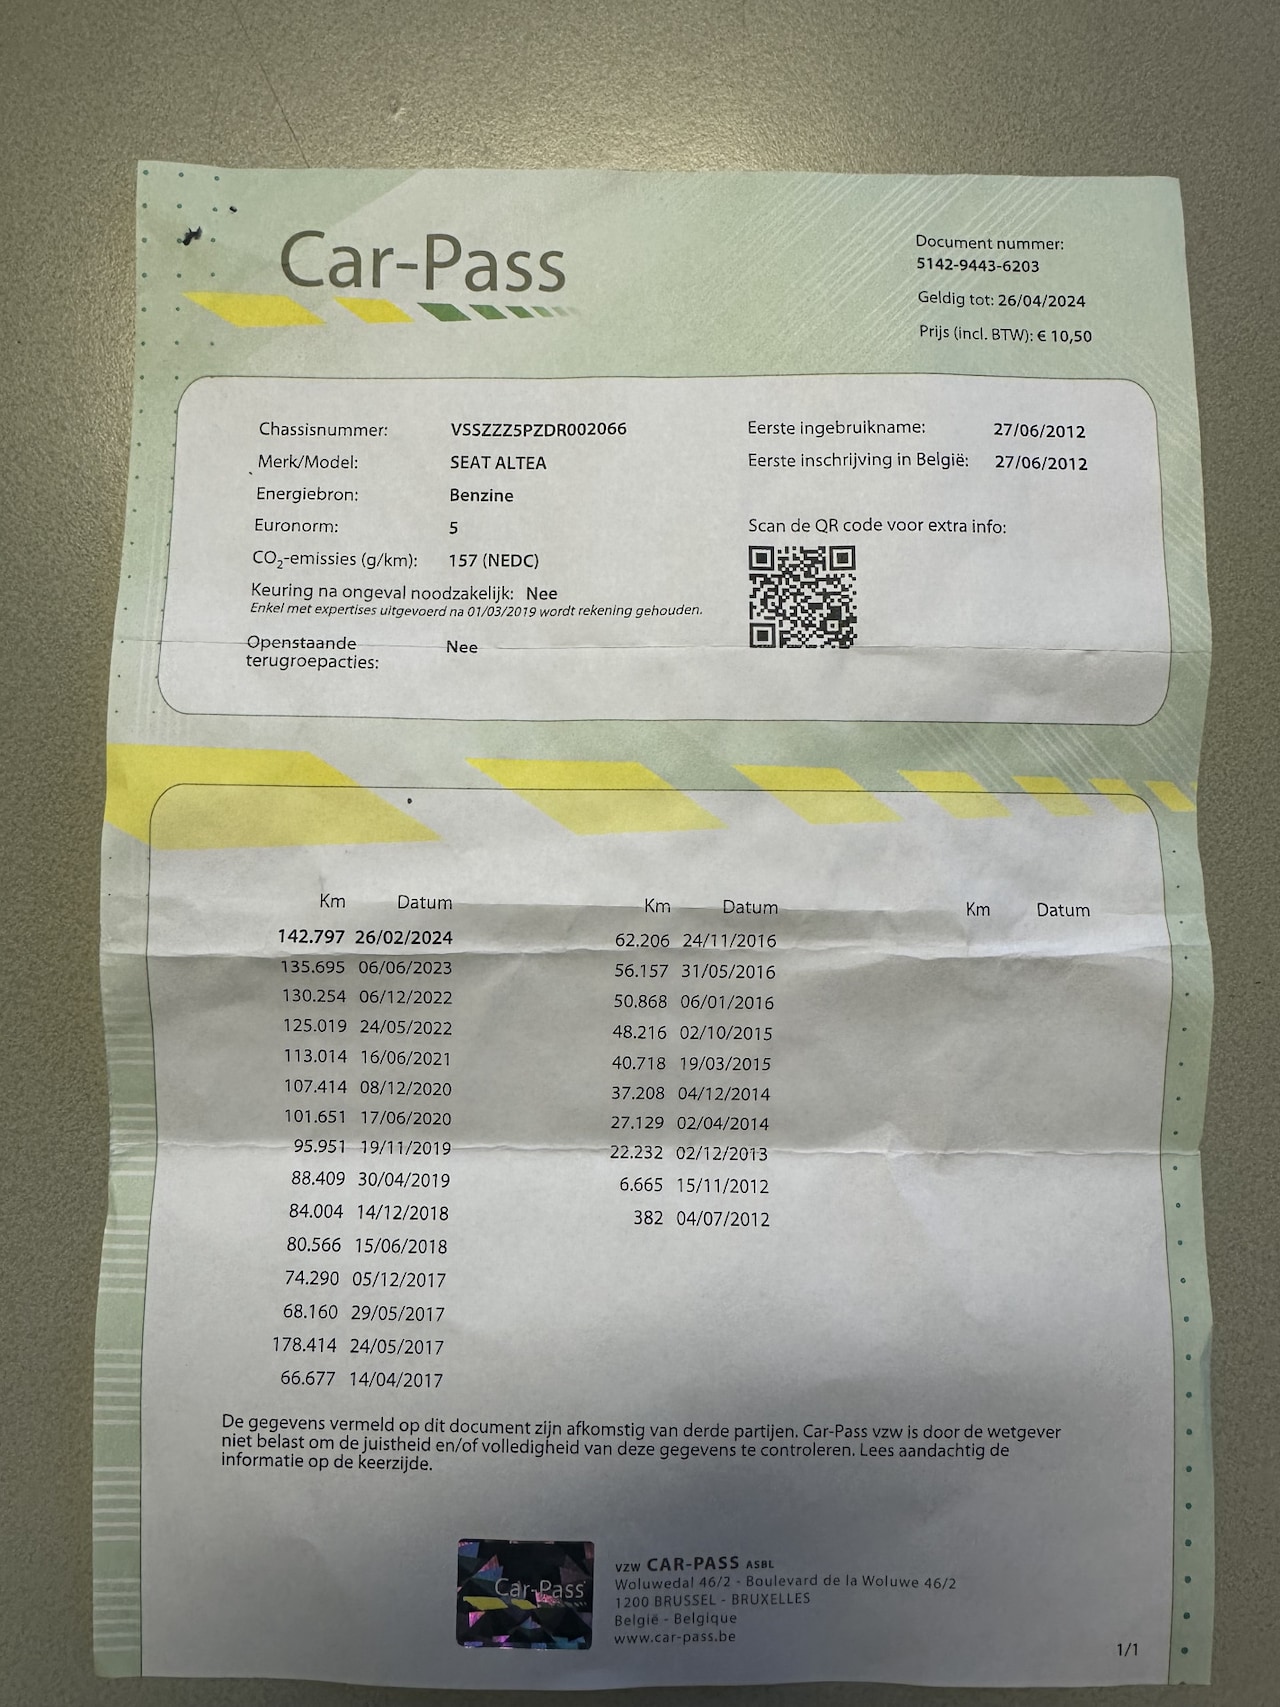 Car-Pass
Document nummer:
5142-9443-6203
Geldig tot: 26/04/2024
Prijs (incl. BTW): € 10,50
Chassisnummer: VSSZZZ5PZDR002066
Merk/Model: SEAT ALTEA
Energiebron: Benzine
Euronorm: 5
CO₂-emissies (g/km): 157 (NEDC)
Keuring na ongeval noodzakelijk: Nee
Enkel met expertises uitgevoerd na 01/03/2019 wordt rekening gehouden.
Openstaande
terugroepacties: Nee
Eerste ingebruikname: 27/06/2012
Eerste inschrijving in België: 27/06/2012
Scan de QR code voor extra info:
Km Datum
142.797 26/02/2024
135.695 06/06/2023
130.254 06/12/2022
125.019 24/05/2022
113.014 16/06/2021
107.414 08/12/2020
101.651 17/06/2020
95.951 19/11/2019
88.409 30/04/2019
84.004 14/12/2018
80.566 15/06/2018
74.290 05/12/2017
68.160 29/05/2017
178.414 24/05/2017
66.677 14/04/2017
Km Datum
62.206 24/11/2016
56.157 31/05/2016
50.868 06/01/2016
48.216 02/10/2015
40.718 19/03/2015
37.208 04/12/2014
27.129 02/04/2014
22.232 02/12/2013
6.665 15/11/2012
382 04/07/2012
Km Datum
De gegevens vermeld op dit document zijn afkomstig van derde partijen. Car-Pass vzw is door de wetgever
niet belast om de juistheid en/of volledigheid van deze gegevens te controleren. Lees aandachtig de
informatie op de keerzijde.
Car-Pass
VZW CAR-PASS ASBL
Woluwedal 46/2 - Boulevard de la Woluwe 46/2
1200 BRUSSEL - BRUXELLES
België - Belgique
www.car-pass.be
1/1